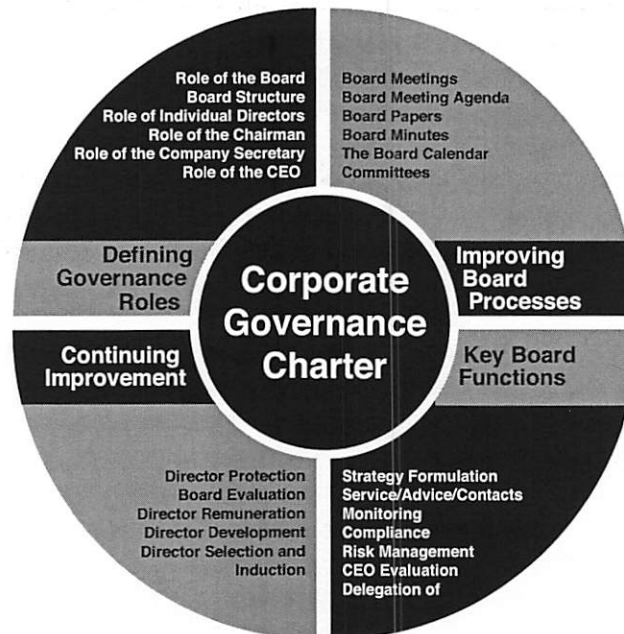 Role of the Board
Board Structure
Role of Individual Directors
Role of the Chairman
Role of the Company Secretary
Role of the CEO
Defining
Governance
Roles
Board Meetings
Board Meeting Agenda
Board Papers
Board Minutes
The Board Calendar
Committees
Improving
Board
Processes
Corporate
Governance
Charter
Continuing
Improvement
Director Protection
Board Evaluation
Director Remuneration
Director Development
Director Selection and
Induction
Key Board
Functions
Strategy Formulation
Service/Advice/Contacts
Monitoring
Compliance
Risk Management
CEO Evaluation
Delegation of